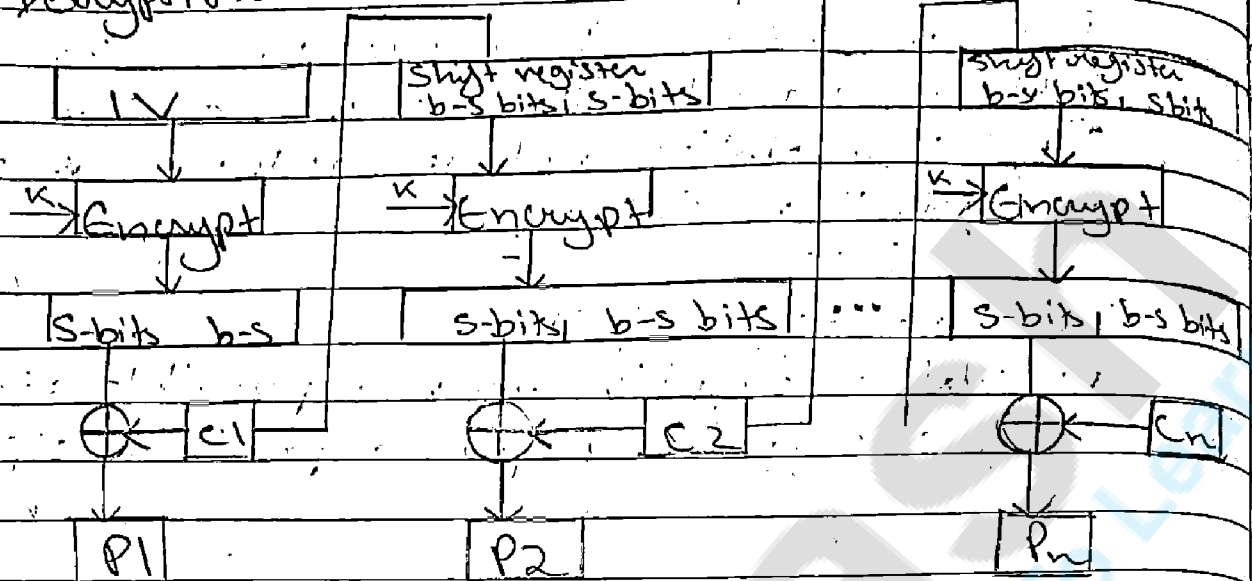 IV
Shift register
b-s bits, s-bits
Shift register
b-s bits, s bits
K
Encrypt
K
Encrypt
K
Encrypt
S-bits b-s
s-bits, b-s bits
...
s-bits, b-s bits
C1
C2
Cn
P1
P2
Pn